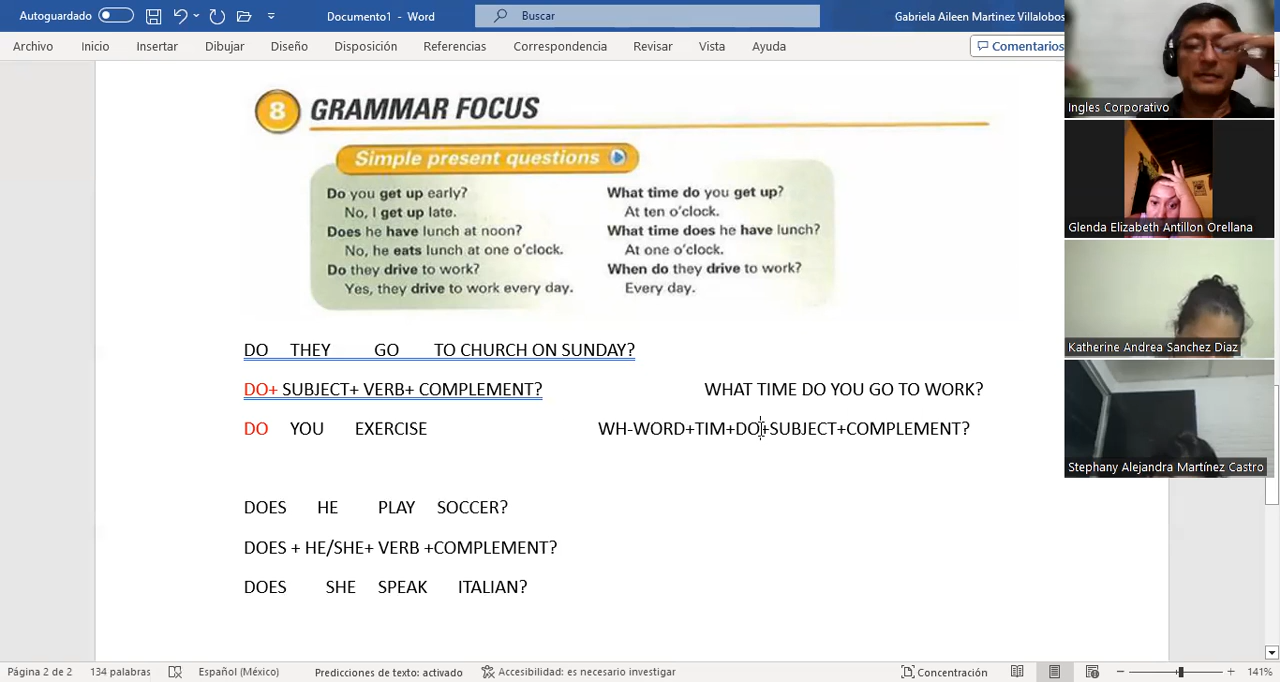 Autoguardado
Documento1 - Word
Buscar
Gabriela Aileen Martinez Villalobos
Archivo Inicio Insertar Dibujar Diseño Disposición Referencias Correspondencia Revisar Vista Ayuda
Comentarios
Ingles Corporativo
Glenda Elizabeth Antillon Orellana
Katherine Andrea Sanchez Diaz
Stephany Alejandra Martínez Castro
8 GRAMMAR FOCUS
Simple present questions
Do you get up early?
No, I get up late.
Does he have lunch at noon?
No, he eats lunch at one o'clock.
Do they drive to work?
Yes, they drive to work every day.
What time do you get up?
At ten o'clock.
What time does he have lunch?
At one o'clock.
When do they drive to work?
Every day.
DO THEY GO TO CHURCH ON SUNDAY?
DO+ SUBJECT+ VERB+ COMPLEMENT? WHAT TIME DO YOU GO TO WORK?
DO YOU EXERCISE WH-WORD+TIM+DO+SUBJECT+COMPLEMENT?
DOES HE PLAY SOCCER?
DOES + HE/SHE+ VERB +COMPLEMENT?
DOES SHE SPEAK ITALIAN?
Página 2 de 2 134 palabras Español (México) Predicciones de texto: activado Accesibilidad: es necesario investigar Concentración 141%